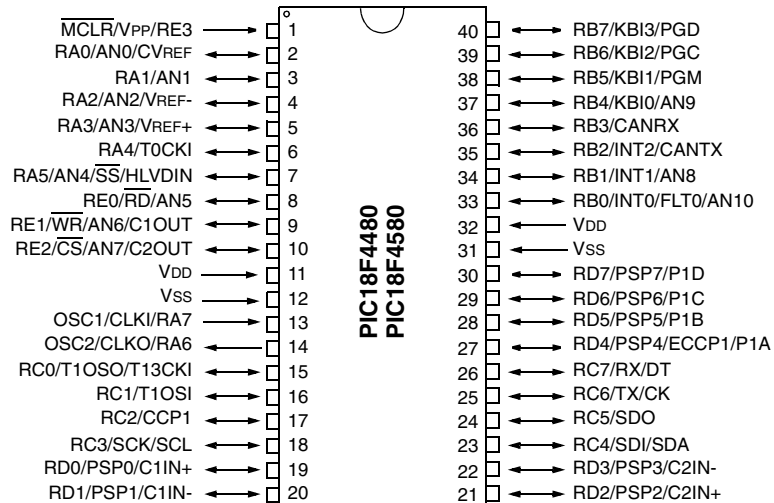 MCLR/VPP/RE3 1 40 RB7/KBI3/PGD
RA0/AN0/CVREF 2 39 RB6/KBI2/PGC
RA1/AN1 3 38 RB5/KBI1/PGM
RA2/AN2/VREF- 4 37 RB4/KBI0/AN9
RA3/AN3/VREF+ 5 36 RB3/CANRX
RA4/T0CKI 6 35 RB2/INT2/CANTX
RA5/AN4/SS/HLVDIN 7 34 RB1/INT1/AN8
RE0/RD/AN5 8 33 RB0/INT0/FLT0/AN10
RE1/WR/AN6/C1OUT 9 32 VDD
RE2/CS/AN7/C2OUT 10 31 VSS
VDD 11 30 RD7/PSP7/P1D
VSS 12 29 RD6/PSP6/P1C
OSC1/CLKI/RA7 13 28 RD5/PSP5/P1B
OSC2/CLKO/RA6 14 27 RD4/PSP4/ECCP1/P1A
RC0/T1OSO/T13CKI 15 26 RC7/RX/DT
RC1/T1OSI 16 25 RC6/TX/CK
RC2/CCP1 17 24 RC5/SDO
RC3/SCK/SCL 18 23 RC4/SDI/SDA
RD0/PSP0/C1IN+ 19 22 RD3/PSP3/C2IN-
RD1/PSP1/C1IN- 20 21 RD2/PSP2/C2IN+
PIC18F4480
PIC18F4580